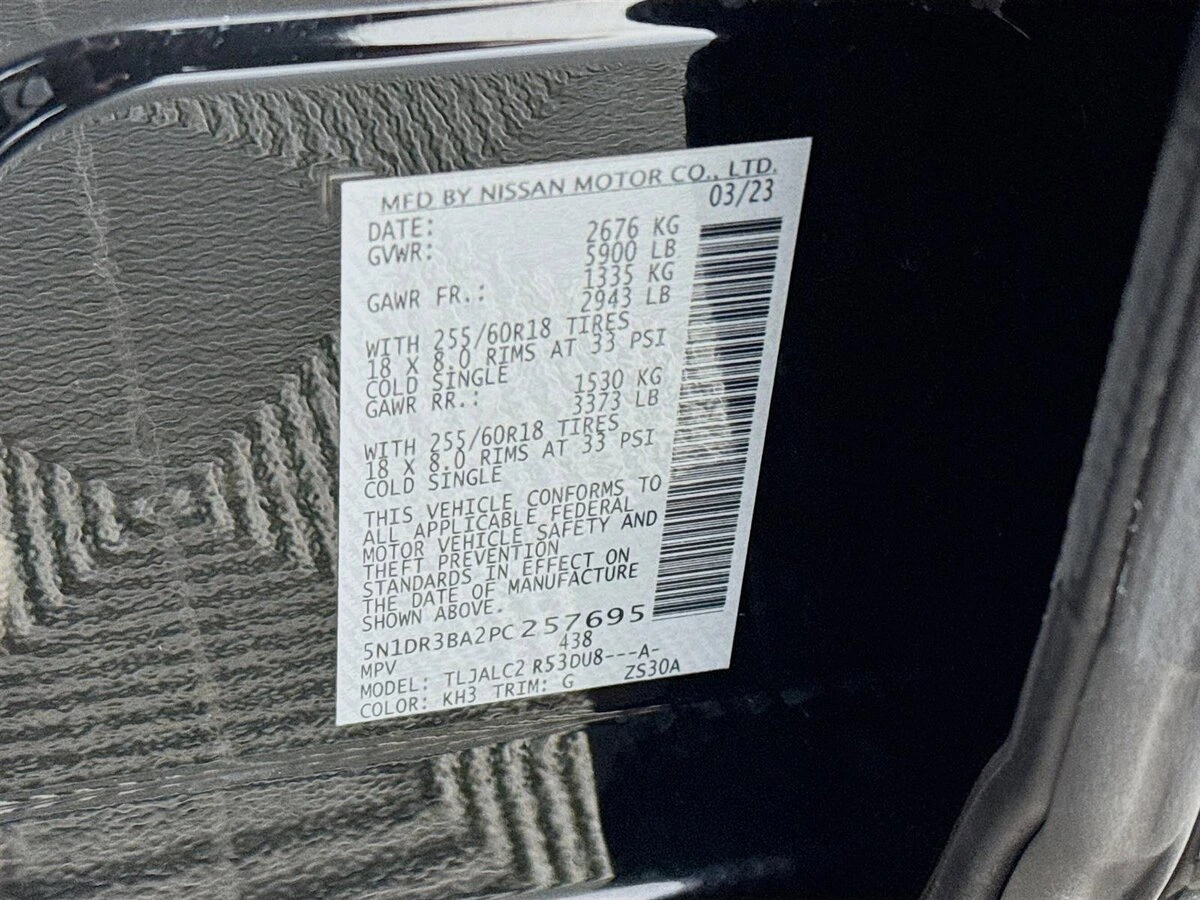 MFD BY NISSAN MOTOR CO., LTD.
DATE: 03/23
GVWR: 2676 KG
5900 LB
GAWR FR.: 1335 KG
2943 LB
WITH 255/60R18 TIRES
18 X 8.0 RIMS AT 33 PSI
COLD SINGLE
GAWR RR.: 1530 KG
3373 LB
WITH 255/60R18 TIRES
18 X 8.0 RIMS AT 33 PSI
COLD SINGLE
THIS VEHICLE CONFORMS TO
ALL APPLICABLE FEDERAL
MOTOR VEHICLE SAFETY AND
THEFT PREVENTION
STANDARDS IN EFFECT ON
THE DATE OF MANUFACTURE
SHOWN ABOVE.
5N1DR3BA2PC257695
MPV 438
MODEL: TLJALC2 R53DU8---A-
COLOR: KH3 TRIM: G ZS30A